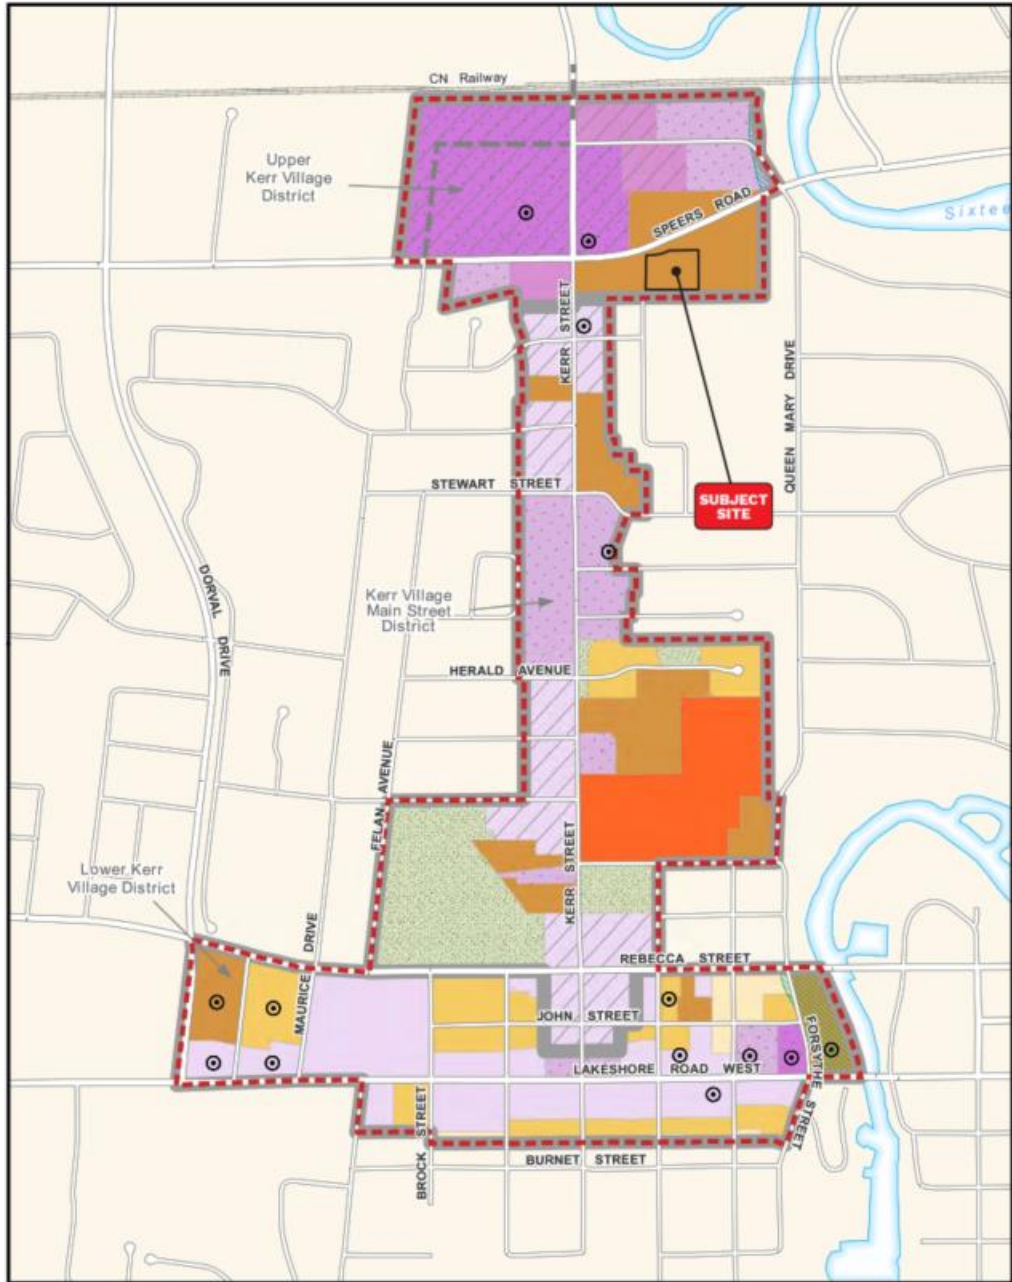 CN Railway
Upper
Kerr Village
District
SPEERS ROAD
Sixtee
KERR STREET
QUEEN MARY DRIVE
STEWART STREET
SUBJECT
SITE
DORVAL DRIVE
Kerr Village
Main Street
District
HERALD AVENUE
FELAN AVENUE
KERR STREET
Lower Kerr
Village District
MAURICE DRIVE
REBECCA STREET
JOHN STREET
FORSYTHE STREET
LAKESHORE ROAD WEST
BROCK STREET
BURNET STREET